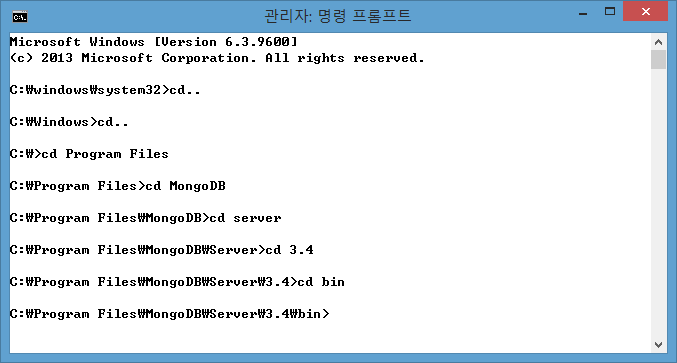 관리자: 명령 프롬프트
Microsoft Windows [Version 6.3.9600]
(c) 2013 Microsoft Corporation. All rights reserved.
C:₩windows₩system32>cd..
C:₩Windows>cd..
C:₩>cd Program Files
C:₩Program Files>cd MongoDB
C:₩Program Files₩MongoDB>cd server
C:₩Program Files₩MongoDB₩Server>cd 3.4
C:₩Program Files₩MongoDB₩Server₩3.4>cd bin
C:₩Program Files₩MongoDB₩Server₩3.4₩bin>